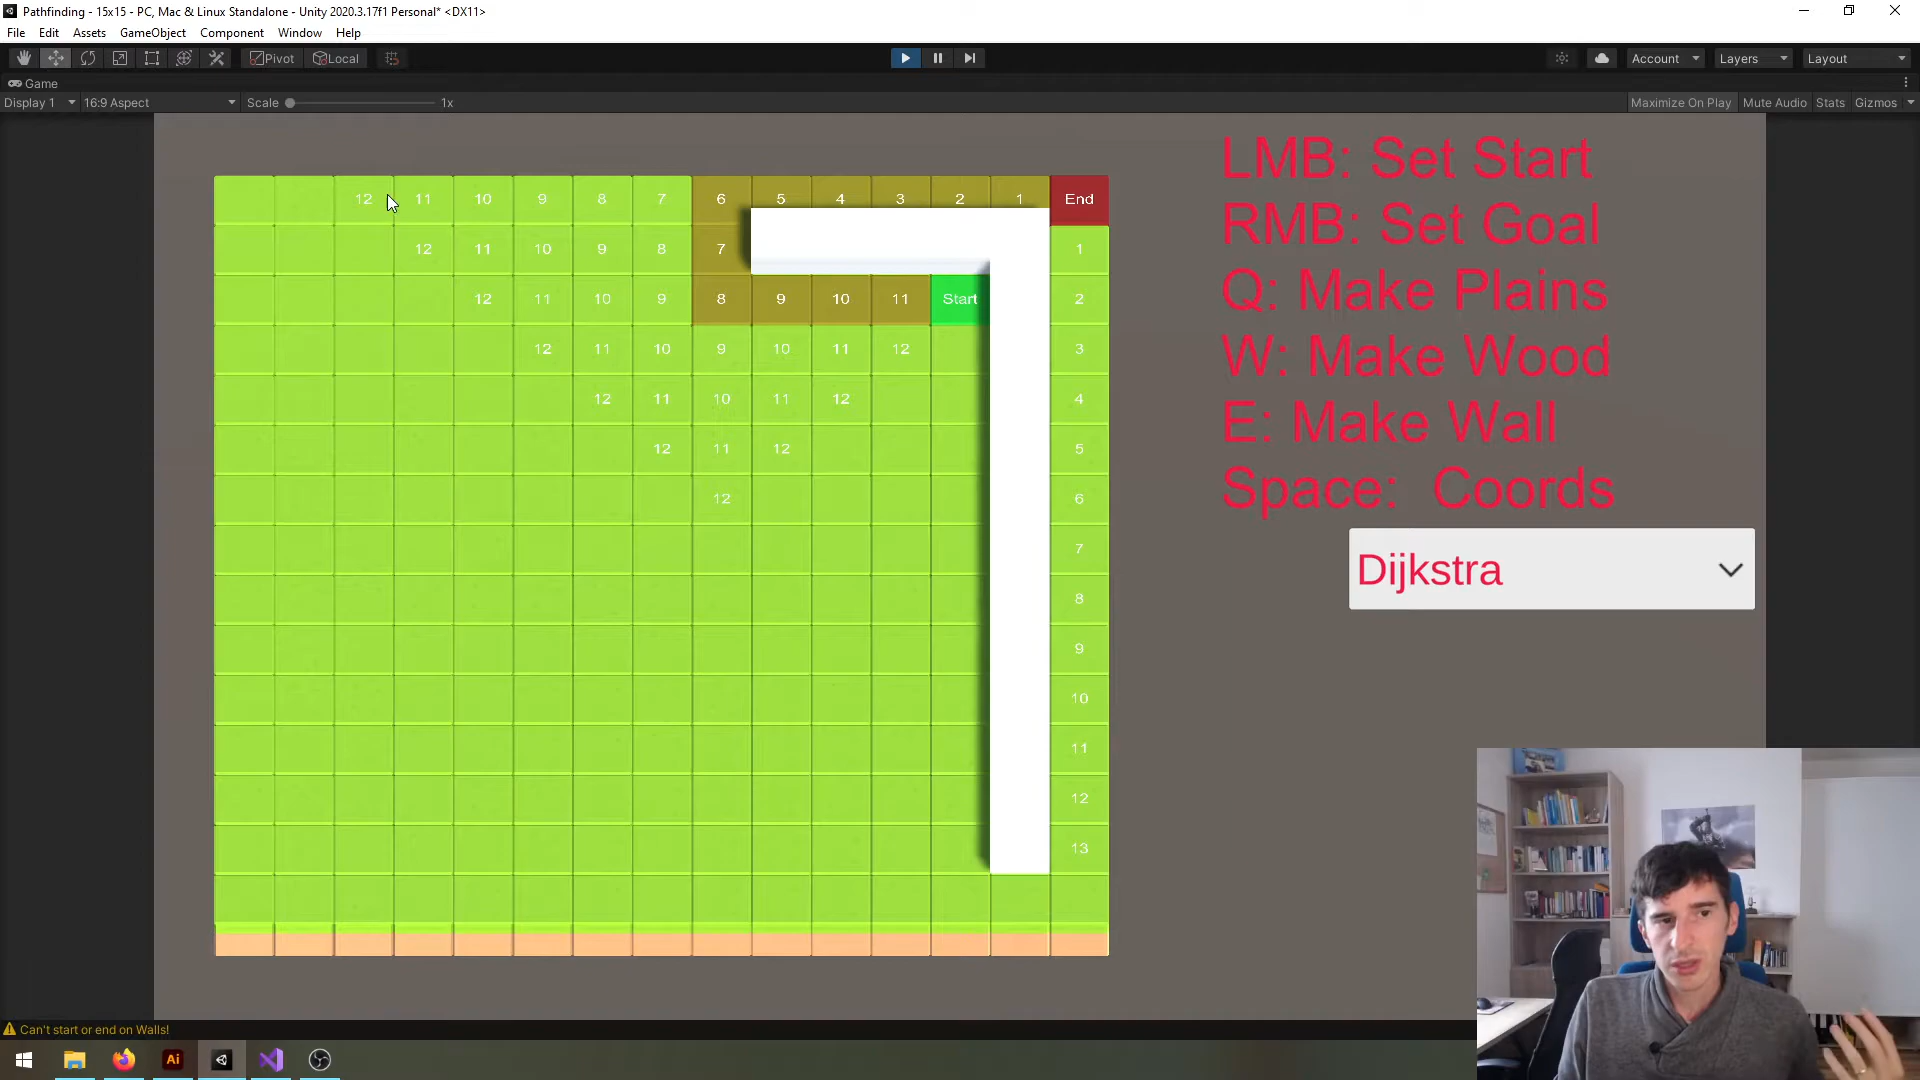 Pathfinding - 15x15 - PC, Mac & Linux Standalone - Unity 2020.3.17f1 Personal* <DX11>
File Edit Assets GameObject Component Window Help
Pivot Local Account Layers Layout
Game
Display 1 16:9 Aspect Scale 1x Maximize On Play Mute Audio Stats Gizmos
12 11 10 9 8 7 6 5 4 3 2 1 End
12 11 10 9 8 7 1
12 11 10 9 8 9 10 11 Start 2
12 11 10 9 10 11 12 3
12 11 10 11 12 4
12 11 12 5
12 6
7
8
9
10
11
12
13
LMB: Set Start
RMB: Set Goal
Q: Make Plains
W: Make Wood
E: Make Wall
Space: Coords
Dijkstra
Can't start or end on Walls!
Ai